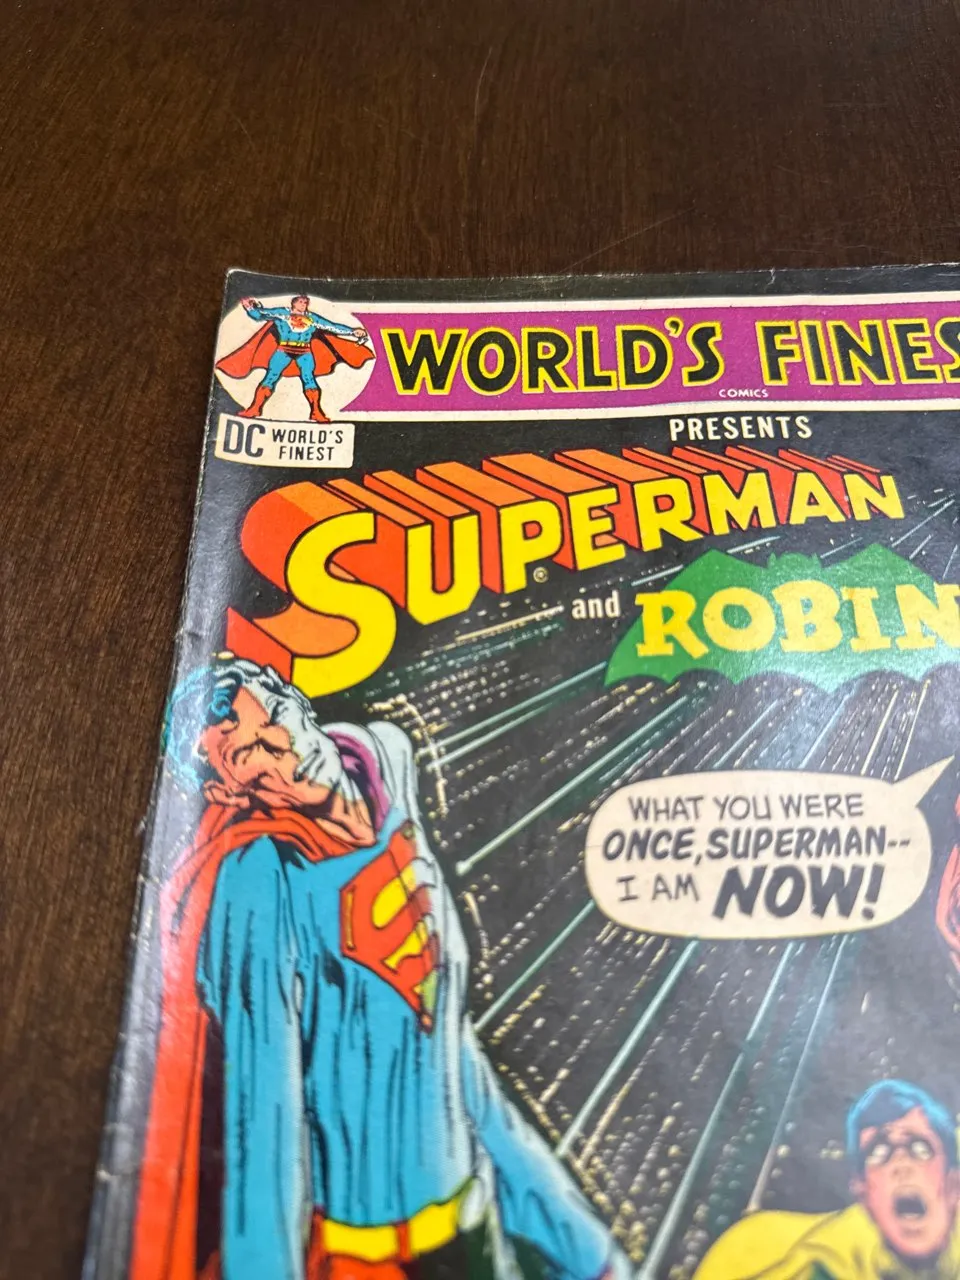 WORLD'S FINES
COMICS
DC WORLD'S
FINEST
PRESENTS
SUPERMAN
and ROBIN
WHAT YOU WERE
ONCE, SUPERMAN--
I AM NOW!